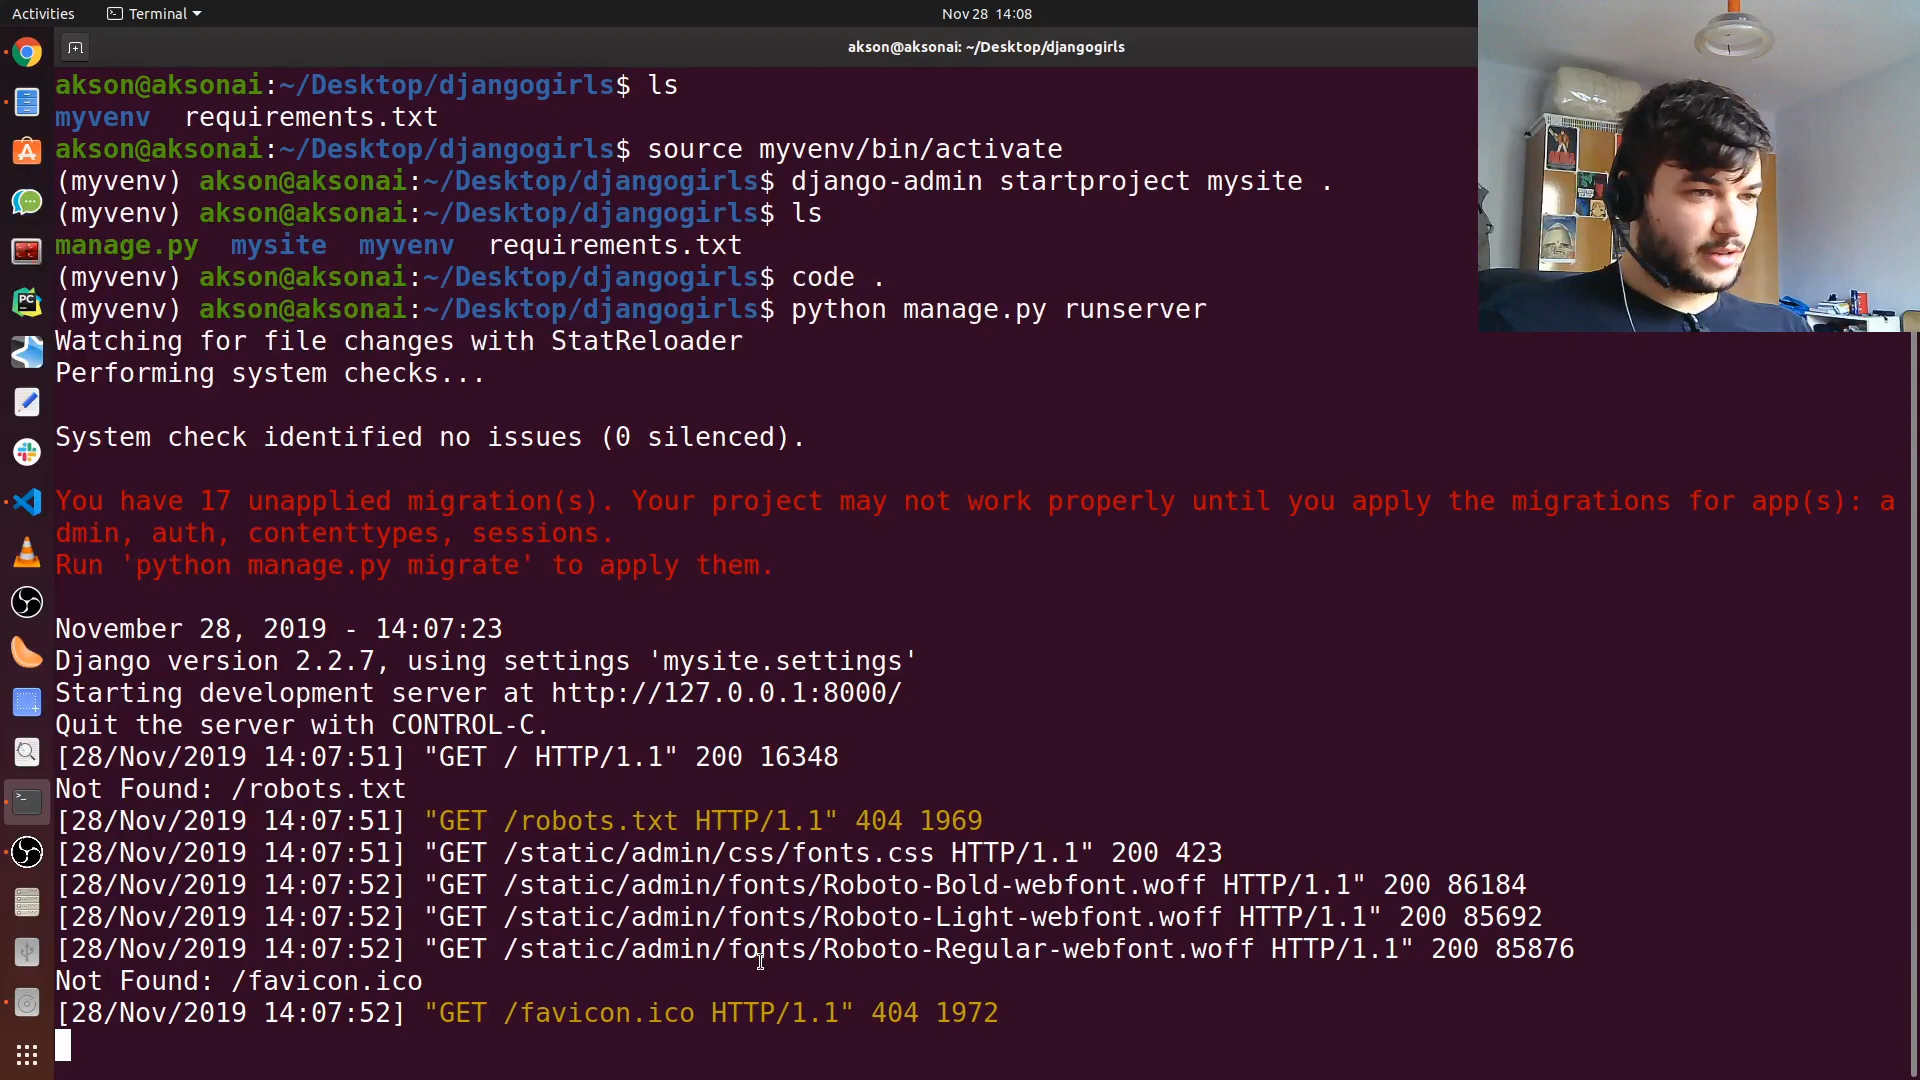 Activities Terminal Nov 28 14:08
akson@aksonai: ~/Desktop/djangogirls
akson@aksonai:~/Desktop/djangogirls$ ls
myvenv requirements.txt
akson@aksonai:~/Desktop/djangogirls$ source myvenv/bin/activate
(myvenv) akson@aksonai:~/Desktop/djangogirls$ django-admin startproject mysite .
(myvenv) akson@aksonai:~/Desktop/djangogirls$ ls
manage.py mysite myvenv requirements.txt
(myvenv) akson@aksonai:~/Desktop/djangogirls$ code .
(myvenv) akson@aksonai:~/Desktop/djangogirls$ python manage.py runserver
Watching for file changes with StatReloader
Performing system checks...
System check identified no issues (0 silenced).
You have 17 unapplied migration(s). Your project may not work properly until you apply the migrations for app(s): a
dmin, auth, contenttypes, sessions.
Run 'python manage.py migrate' to apply them.
November 28, 2019 - 14:07:23
Django version 2.2.7, using settings 'mysite.settings'
Starting development server at http://127.0.0.1:8000/
Quit the server with CONTROL-C.
[28/Nov/2019 14:07:51] "GET / HTTP/1.1" 200 16348
Not Found: /robots.txt
[28/Nov/2019 14:07:51] "GET /robots.txt HTTP/1.1" 404 1969
[28/Nov/2019 14:07:51] "GET /static/admin/css/fonts.css HTTP/1.1" 200 423
[28/Nov/2019 14:07:52] "GET /static/admin/fonts/Roboto-Bold-webfont.woff HTTP/1.1" 200 86184
[28/Nov/2019 14:07:52] "GET /static/admin/fonts/Roboto-Light-webfont.woff HTTP/1.1" 200 85692
[28/Nov/2019 14:07:52] "GET /static/admin/fonts/Roboto-Regular-webfont.woff HTTP/1.1" 200 85876
Not Found: /favicon.ico
[28/Nov/2019 14:07:52] "GET /favicon.ico HTTP/1.1" 404 1972
PC